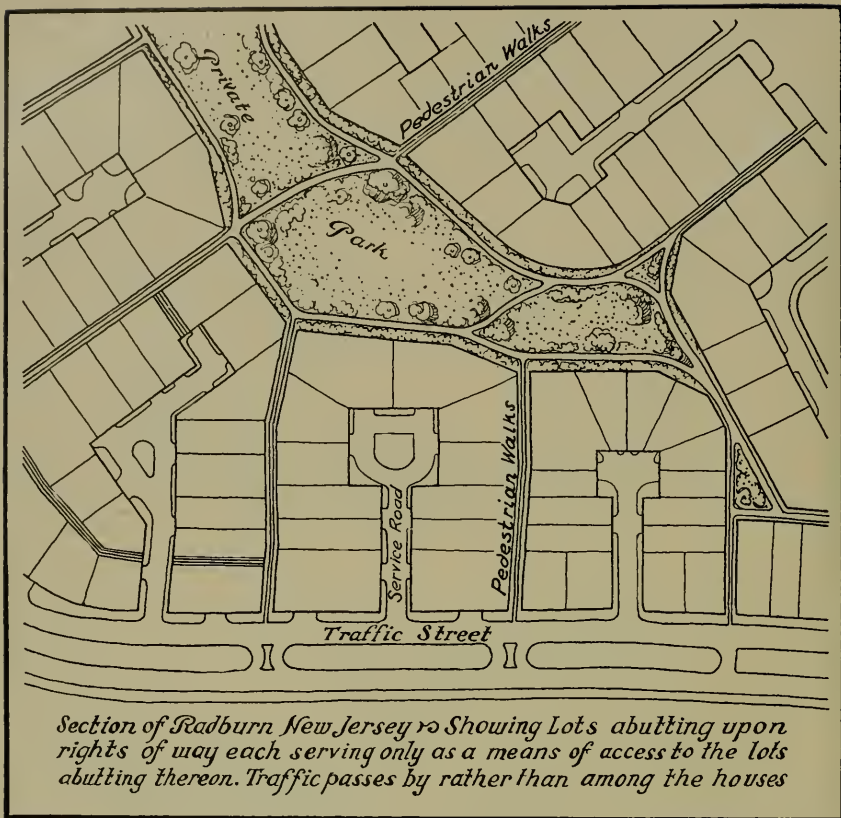 Pedestrian Walks
Private
Park
Pedestrian Walks
Service Road
Traffic Street
Section of Radburn New Jersey Showing Lots abutting upon
rights of way each serving only as a means of access to the lots
abutting thereon. Traffic passes by rather than among the houses